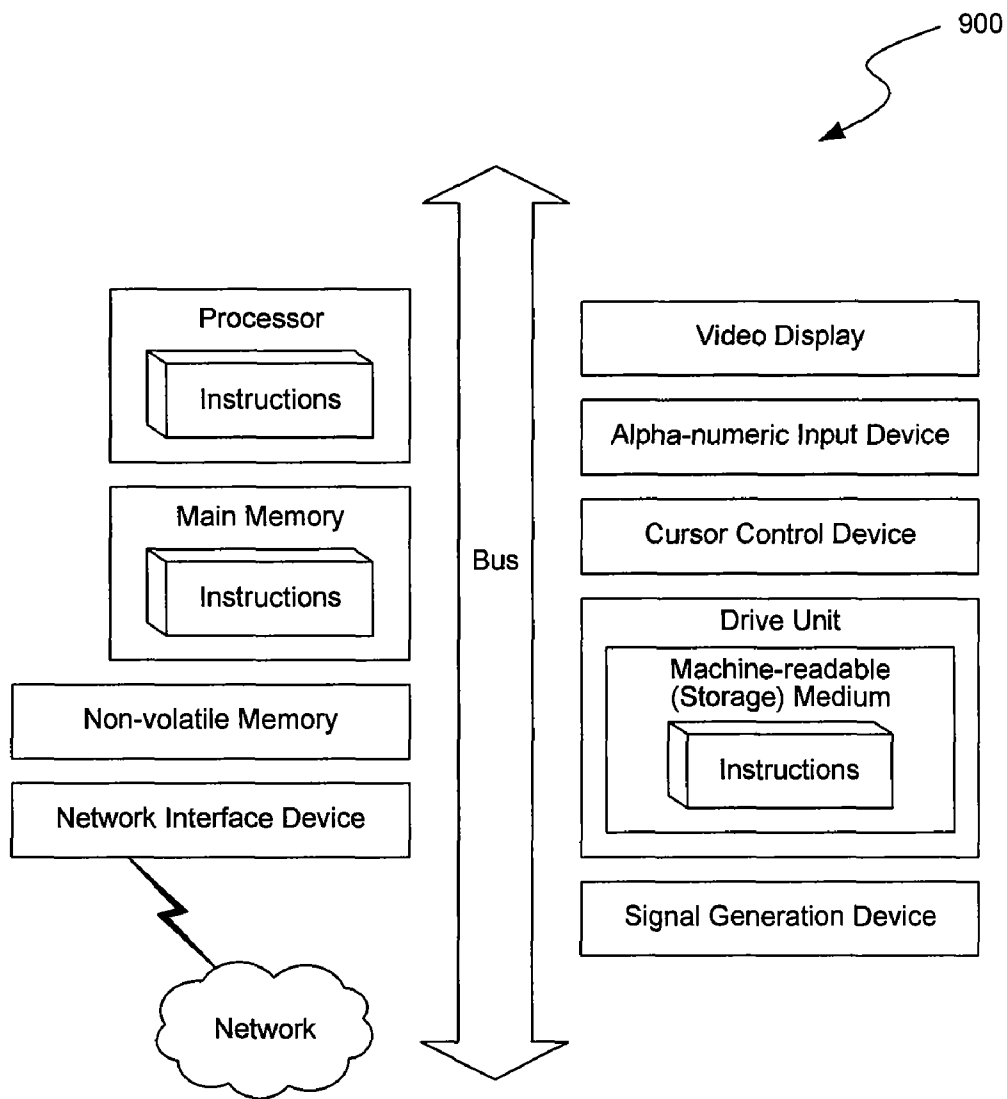 900
Processor
Instructions
Main Memory
Instructions
Non-volatile Memory
Network Interface Device
Network
Bus
Video Display
Alpha-numeric Input Device
Cursor Control Device
Drive Unit
Machine-readable
(Storage) Medium
Instructions
Signal Generation Device